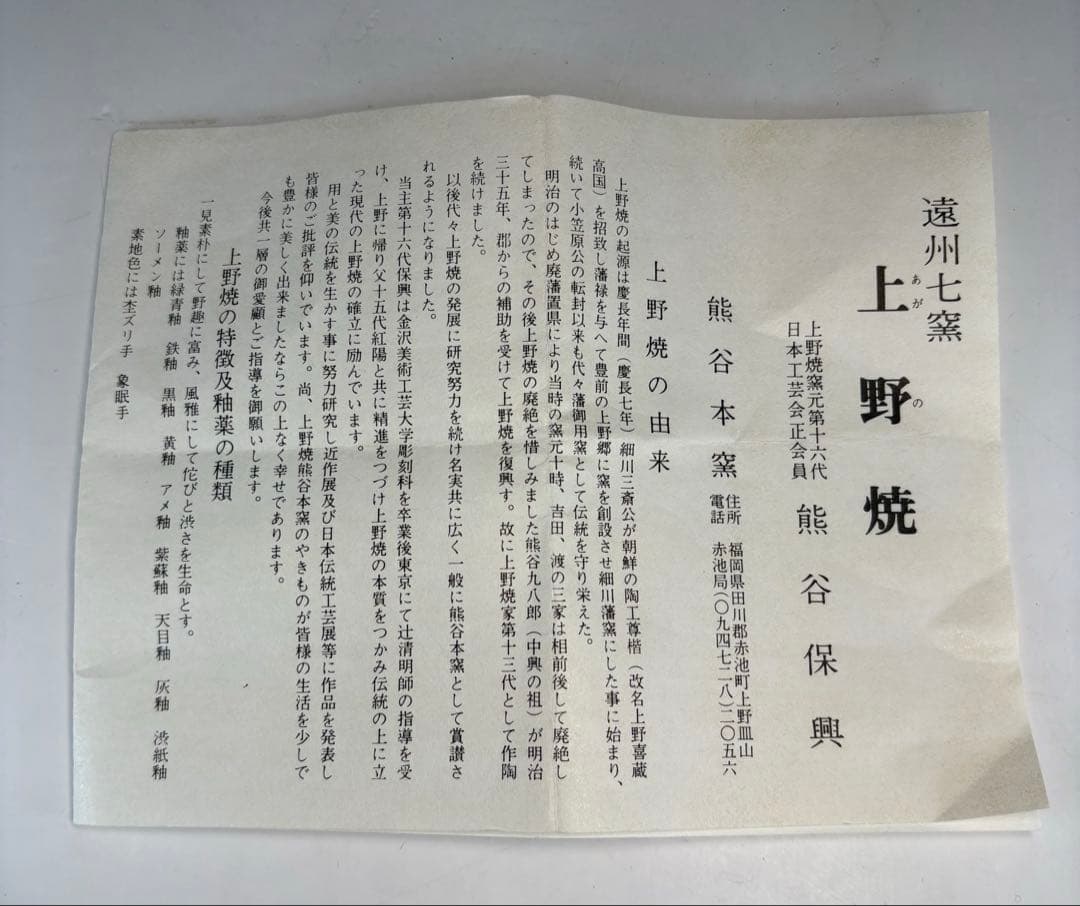 遠州七窯
上野焼
あがの
上野焼窯元第十六代
日本工芸会正会員
熊谷保興
熊谷本窯
住所 福岡県田川郡赤池町上野皿山
電話 赤池局(〇九四七二八)二〇五六
上野焼の由来
上野焼の起源は慶長年間(慶長七年)細川三斎公が朝鮮の陶工尊楷(改名上野喜蔵
高国)を招致し藩禄を与へて豊前の上野郷に窯を創設させ細川藩窯にした事に始まり、
続いて小笠原公の転封以来も代々藩御用窯として伝統を守り栄えた。
明治のはじめ廃藩置県により当時の窯元十時、吉田、渡の三家は相前後して廃絶し
てしまったので、その後上野焼の廃絶を惜しみました熊谷九八郎(中興の祖)が明治
三十五年、郡からの補助を受けて上野焼を復興す。故に上野焼家第十三代として作陶
を続けました。
以後代々上野焼の発展に研究努力を続け名実共に広く一般に熊谷本窯として賞讃さ
れるようになりました。
当主第十六代保興は金沢美術工芸大学彫刻科を卒業後東京にて辻清明師の指導を受
け、上野に帰り父十五代紅陽と共に精進をつづけ上野焼の本質をつかみ伝統の上に立
った現代の上野焼の確立に励んでいます。
用と美の伝統を生かす事に努力研究し近作展及び日本伝統工芸展等に作品を発表し
皆様のご批評を仰いでいます。尚、上野焼熊谷本窯のやきものが皆様の生活を少しで
も豊かに美しく出来ましたならこの上なく幸せであります。
今後共一層の御愛顧とご指導を御願いします。
上野焼の特徴及釉薬の種類
一見素朴にして野趣に富み、風雅にして侘びと渋さを生命とす。
釉薬には緑青釉 鉄釉 黒釉 黄釉 アメ釉 紫蘇釉 天目釉 灰釉 渋紙釉
ソーメン釉
素地色には杢ズリ手 象眠手